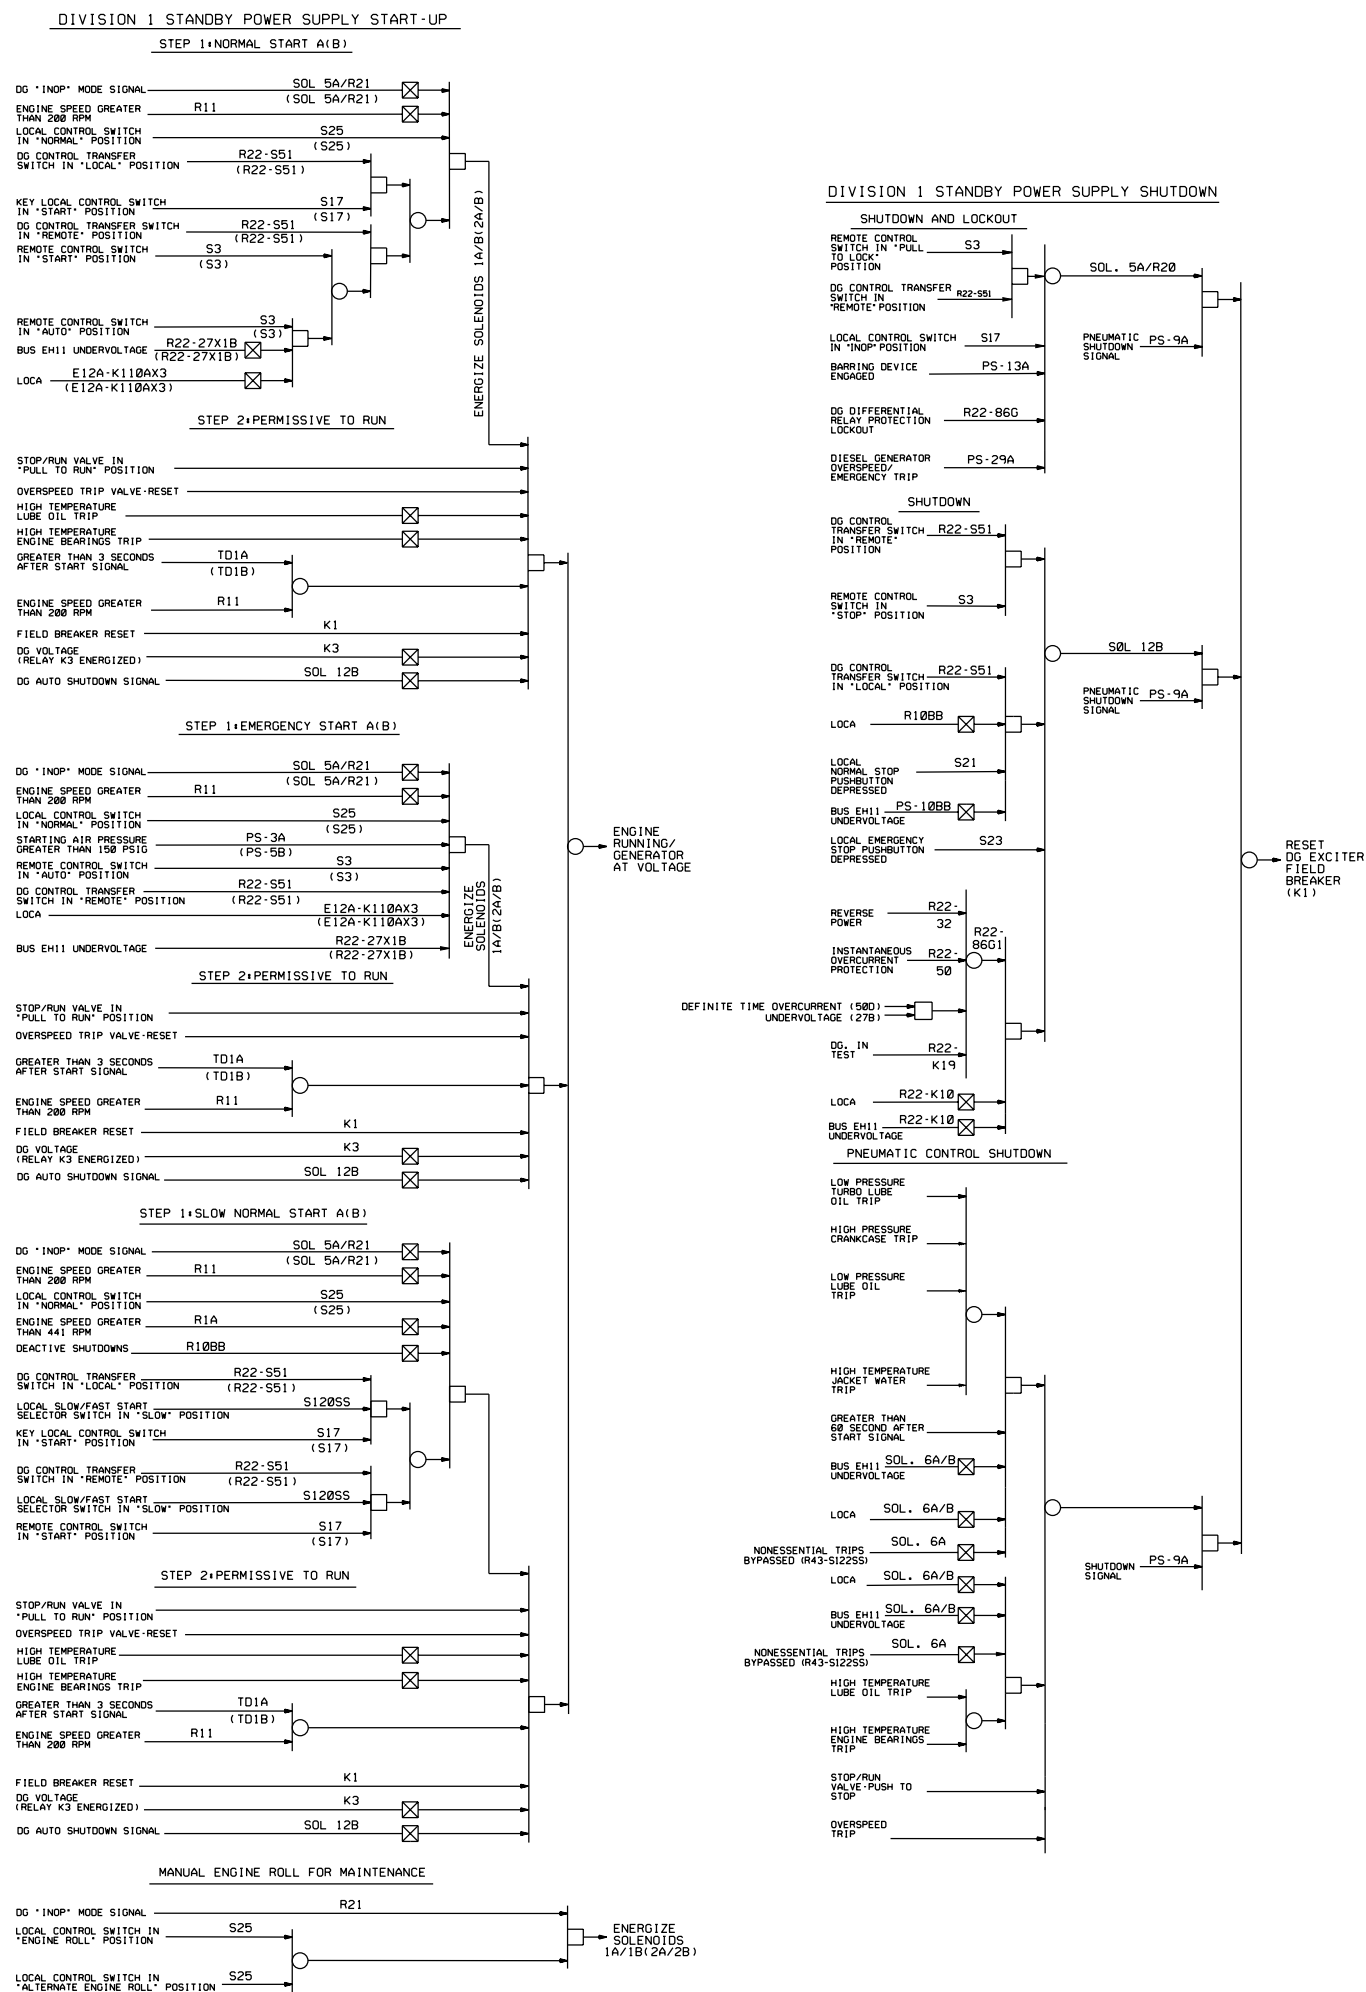 DIVISION 1 STANDBY POWER SUPPLY START-UP
STEP 1:NORMAL START A(B)
DG "INOP" MODE SIGNAL
SOL 5A/R21
(SOL 5A/R21)
ENGINE SPEED GREATER
THAN 200 RPM
R11
LOCAL CONTROL SWITCH
IN "NORMAL" POSITION
S25
(S25)
DG CONTROL TRANSFER
SWITCH IN "LOCAL" POSITION
R22-S51
(R22-S51)
KEY LOCAL CONTROL SWITCH
IN "START" POSITION
S17
(S17)
DG CONTROL TRANSFER SWITCH
IN "REMOTE" POSITION
R22-S51
(R22-S51)
REMOTE CONTROL SWITCH
IN "START" POSITION
S3
(S3)
REMOTE CONTROL SWITCH
IN "AUTO" POSITION
S3
(S3)
BUS EH11 UNDERVOLTAGE
R22-27X1B
(R22-27X1B)
LOCA
E12A-K110AX3
(E12A-K110AX3)
ENERGIZE SOLENOIDS 1A/B(2A/B)
STEP 2:PERMISSIVE TO RUN
STOP/RUN VALVE IN
"PULL TO RUN" POSITION
OVERSPEED TRIP VALVE-RESET
HIGH TEMPERATURE
LUBE OIL TRIP
HIGH TEMPERATURE
ENGINE BEARINGS TRIP
GREATER THAN 3 SECONDS
AFTER START SIGNAL
TD1A
(TD1B)
ENGINE SPEED GREATER
THAN 200 RPM
R11
FIELD BREAKER RESET
K1
DG VOLTAGE
(RELAY K3 ENERGIZED)
K3
DG AUTO SHUTDOWN SIGNAL
SOL 12B
STEP 1:EMERGENCY START A(B)
DG "INOP" MODE SIGNAL
SOL 5A/R21
(SOL 5A/R21)
ENGINE SPEED GREATER
THAN 200 RPM
R11
LOCAL CONTROL SWITCH
IN "NORMAL" POSITION
S25
(S25)
STARTING AIR PRESSURE
GREATER THAN 150 PSIG
PS-3A
(PS-5B)
REMOTE CONTROL SWITCH
IN "AUTO" POSITION
S3
(S3)
DG CONTROL TRANSFER
SWITCH IN "REMOTE" POSITION
R22-S51
(R22-S51)
LOCA
E12A-K110AX3
(E12A-K110AX3)
BUS EH11 UNDERVOLTAGE
R22-27X1B
(R22-27X1B)
ENERGIZE
SOLENOIDS
1A/B(2A/B)
ENGINE
RUNNING/
GENERATOR
AT VOLTAGE
STEP 2:PERMISSIVE TO RUN
STOP/RUN VALVE IN
"PULL TO RUN" POSITION
OVERSPEED TRIP VALVE-RESET
GREATER THAN 3 SECONDS
AFTER START SIGNAL
TD1A
(TD1B)
ENGINE SPEED GREATER
THAN 200 RPM
R11
FIELD BREAKER RESET
K1
DG VOLTAGE
(RELAY K3 ENERGIZED)
K3
DG AUTO SHUTDOWN SIGNAL
SOL 12B
STEP 1:SLOW NORMAL START A(B)
DG "INOP" MODE SIGNAL
SOL 5A/R21
(SOL 5A/R21)
ENGINE SPEED GREATER
THAN 200 RPM
R11
LOCAL CONTROL SWITCH
IN "NORMAL" POSITION
S25
(S25)
ENGINE SPEED GREATER
THAN 441 RPM
R1A
DEACTIVE SHUTDOWNS
R10BB
DG CONTROL TRANSFER
SWITCH IN "LOCAL" POSITION
R22-S51
(R22-S51)
LOCAL SLOW/FAST START
SELECTOR SWITCH IN "SLOW" POSITION
S120SS
KEY LOCAL CONTROL SWITCH
IN "START" POSITION
S17
(S17)
DG CONTROL TRANSFER
SWITCH IN "REMOTE" POSITION
R22-S51
(R22-S51)
LOCAL SLOW/FAST START
SELECTOR SWITCH IN "SLOW" POSITION
S120SS
REMOTE CONTROL SWITCH
IN "START" POSITION
S17
(S17)
STEP 2:PERMISSIVE TO RUN
STOP/RUN VALVE IN
"PULL TO RUN" POSITION
OVERSPEED TRIP VALVE-RESET
HIGH TEMPERATURE
LUBE OIL TRIP
HIGH TEMPERATURE
ENGINE BEARINGS TRIP
GREATER THAN 3 SECONDS
AFTER START SIGNAL
TD1A
(TD1B)
ENGINE SPEED GREATER
THAN 200 RPM
R11
FIELD BREAKER RESET
K1
DG VOLTAGE
(RELAY K3 ENERGIZED)
K3
DG AUTO SHUTDOWN SIGNAL
SOL 12B
MANUAL ENGINE ROLL FOR MAINTENANCE
DG "INOP" MODE SIGNAL
R21
LOCAL CONTROL SWITCH IN
"ENGINE ROLL" POSITION
S25
LOCAL CONTROL SWITCH IN
"ALTERNATE ENGINE ROLL" POSITION
S25
ENERGIZE
SOLENOIDS
1A/1B(2A/2B)
DIVISION 1 STANDBY POWER SUPPLY SHUTDOWN
SHUTDOWN AND LOCKOUT
REMOTE CONTROL
SWITCH IN "PULL
TO LOCK"
POSITION
S3
DG CONTROL TRANSFER
SWITCH IN
"REMOTE" POSITION
R22-S51
SOL. 5A/R20
LOCAL CONTROL SWITCH
IN "INOP" POSITION
S17
PNEUMATIC
SHUTDOWN
SIGNAL
PS-9A
BARRING DEVICE
ENGAGED
PS-13A
DG DIFFERENTIAL
RELAY PROTECTION
LOCKOUT
R22-86G
DIESEL GENERATOR
OVERSPEED/
EMERGENCY TRIP
PS-29A
SHUTDOWN
DG CONTROL
TRANSFER SWITCH
IN "REMOTE"
POSITION
R22-S51
REMOTE CONTROL
SWITCH IN
"STOP" POSITION
S3
SOL 12B
DG CONTROL
TRANSFER SWITCH
IN "LOCAL" POSITION
R22-S51
PNEUMATIC
SHUTDOWN
SIGNAL
PS-9A
LOCA
R10BB
LOCAL
NORMAL STOP
PUSHBUTTON
DEPRESSED
S21
BUS EH11
UNDERVOLTAGE
PS-10BB
LOCAL EMERGENCY
STOP PUSHBUTTON
DEPRESSED
S23
RESET
DG EXCITER
FIELD
BREAKER
(K1)
REVERSE
POWER
R22-
32
R22-
86G1
INSTANTANEOUS
OVERCURRENT
PROTECTION
R22-
50
DEFINITE TIME OVERCURRENT (50D)
UNDERVOLTAGE (27B)
DG. IN
TEST
R22-
K19
LOCA
R22-K10
BUS EH11
UNDERVOLTAGE
R22-K10
PNEUMATIC CONTROL SHUTDOWN
LOW PRESSURE
TURBO LUBE
OIL TRIP
HIGH PRESSURE
CRANKCASE TRIP
LOW PRESSURE
LUBE OIL
TRIP
HIGH TEMPERATURE
JACKET WATER
TRIP
GREATER THAN
60 SECOND AFTER
START SIGNAL
BUS EH11
UNDERVOLTAGE
SOL. 6A/B
LOCA
SOL. 6A/B
NONESSENTIAL TRIPS
BYPASSED (R43-S122SS)
SOL. 6A
SHUTDOWN
SIGNAL
PS-9A
LOCA
SOL. 6A/B
BUS EH11
UNDERVOLTAGE
SOL. 6A/B
NONESSENTIAL TRIPS
BYPASSED (R43-S122SS)
SOL. 6A
HIGH TEMPERATURE
LUBE OIL TRIP
HIGH TEMPERATURE
ENGINE BEARINGS
TRIP
STOP/RUN
VALVE-PUSH TO
STOP
OVERSPEED
TRIP